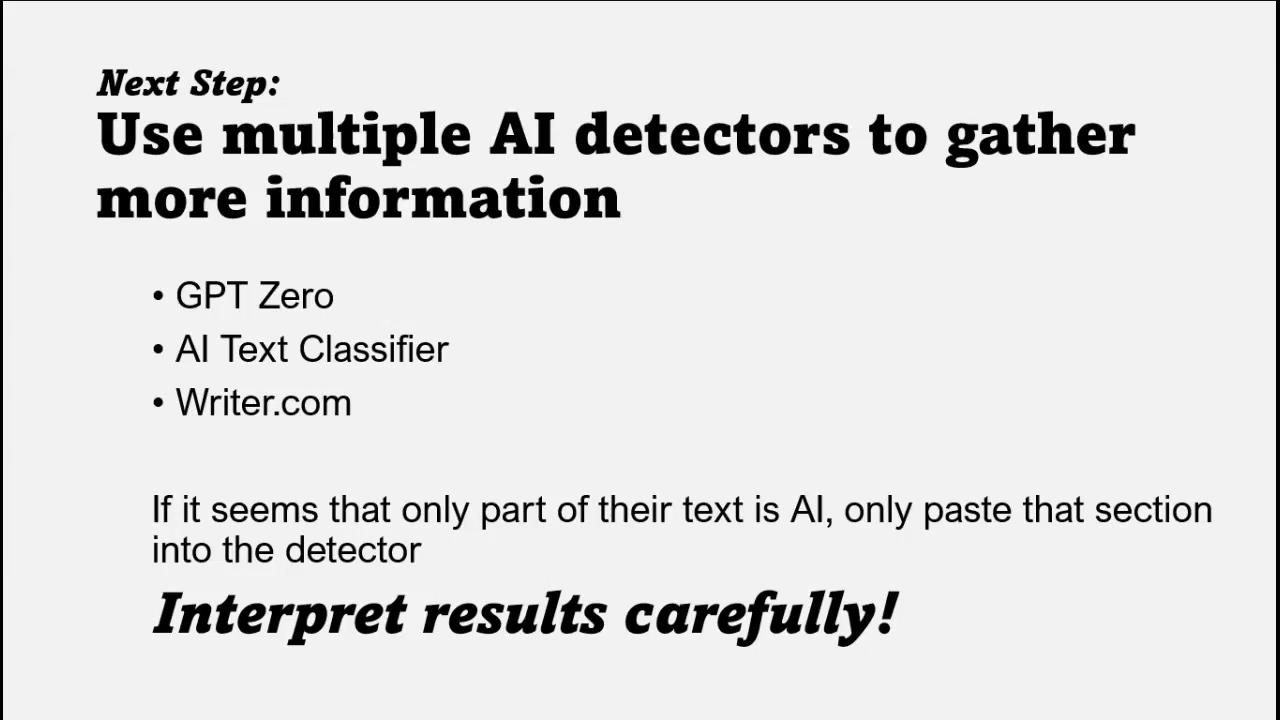 Next Step:
Use multiple AI detectors to gather
more information
• GPT Zero
• AI Text Classifier
• Writer.com
If it seems that only part of their text is AI, only paste that section
into the detector
Interpret results carefully!